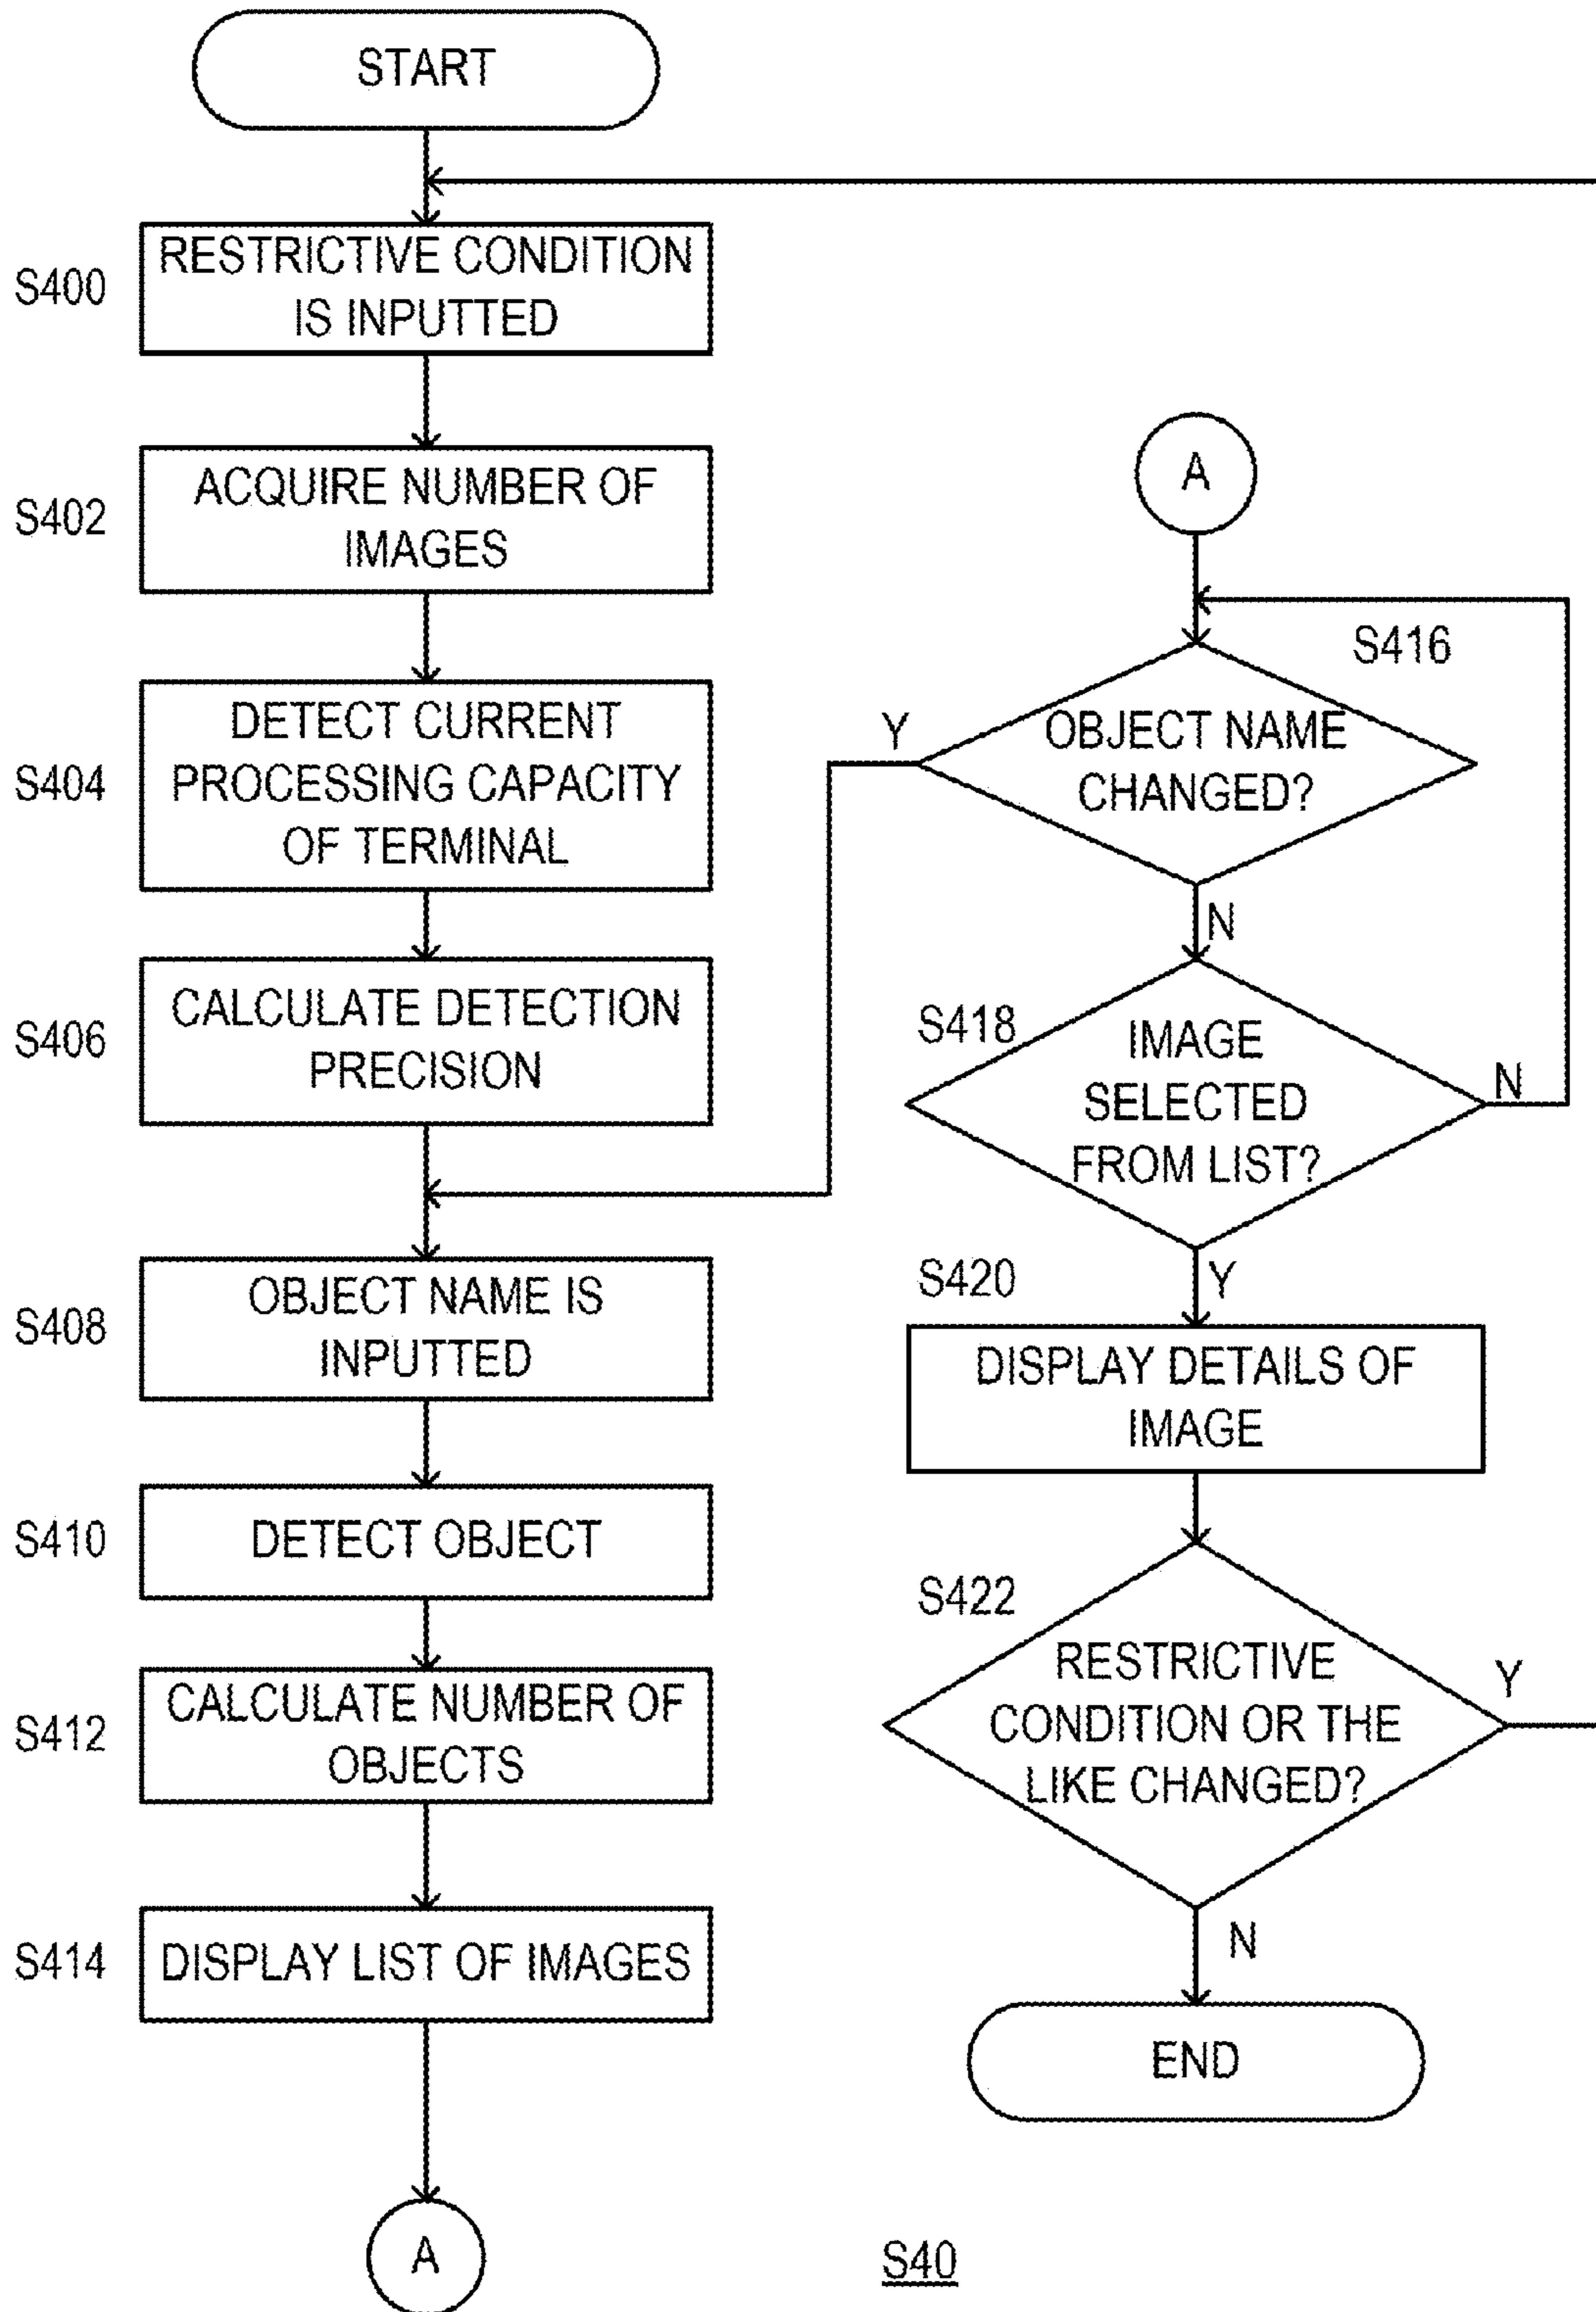 START
S400
RESTRICTIVE CONDITION
IS INPUTTED
S402
ACQUIRE NUMBER OF
IMAGES
S404
DETECT CURRENT
PROCESSING CAPACITY
OF TERMINAL
S406
CALCULATE DETECTION
PRECISION
S408
OBJECT NAME IS
INPUTTED
S410
DETECT OBJECT
S412
CALCULATE NUMBER OF
OBJECTS
S414
DISPLAY LIST OF IMAGES
A
A
S416
OBJECT NAME
CHANGED?
Y
N
S418
IMAGE
SELECTED
FROM LIST?
N
Y
S420
DISPLAY DETAILS OF
IMAGE
S422
RESTRICTIVE
CONDITION OR THE
LIKE CHANGED?
Y
N
END
S40